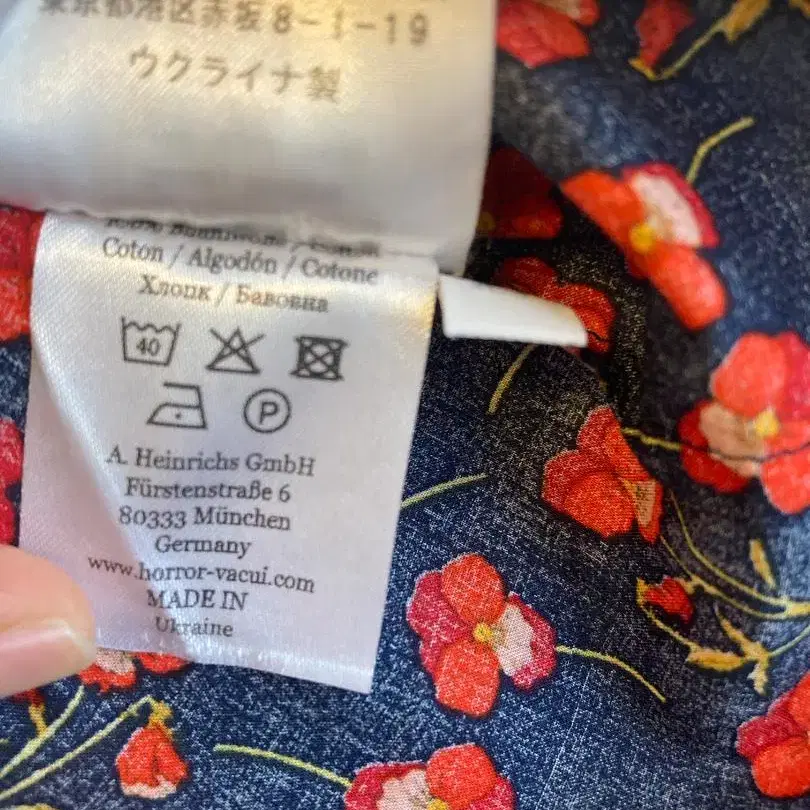 東京都港区赤坂8-1-19
ウクライナ製
Coton / Algodón / Cotone
Хлопк / Бавовна
40
P
A. Heinrichs GmbH
Fürstenstraße 6
80333 München
Germany
www.horror-vacui.com
MADE IN
Ukraine